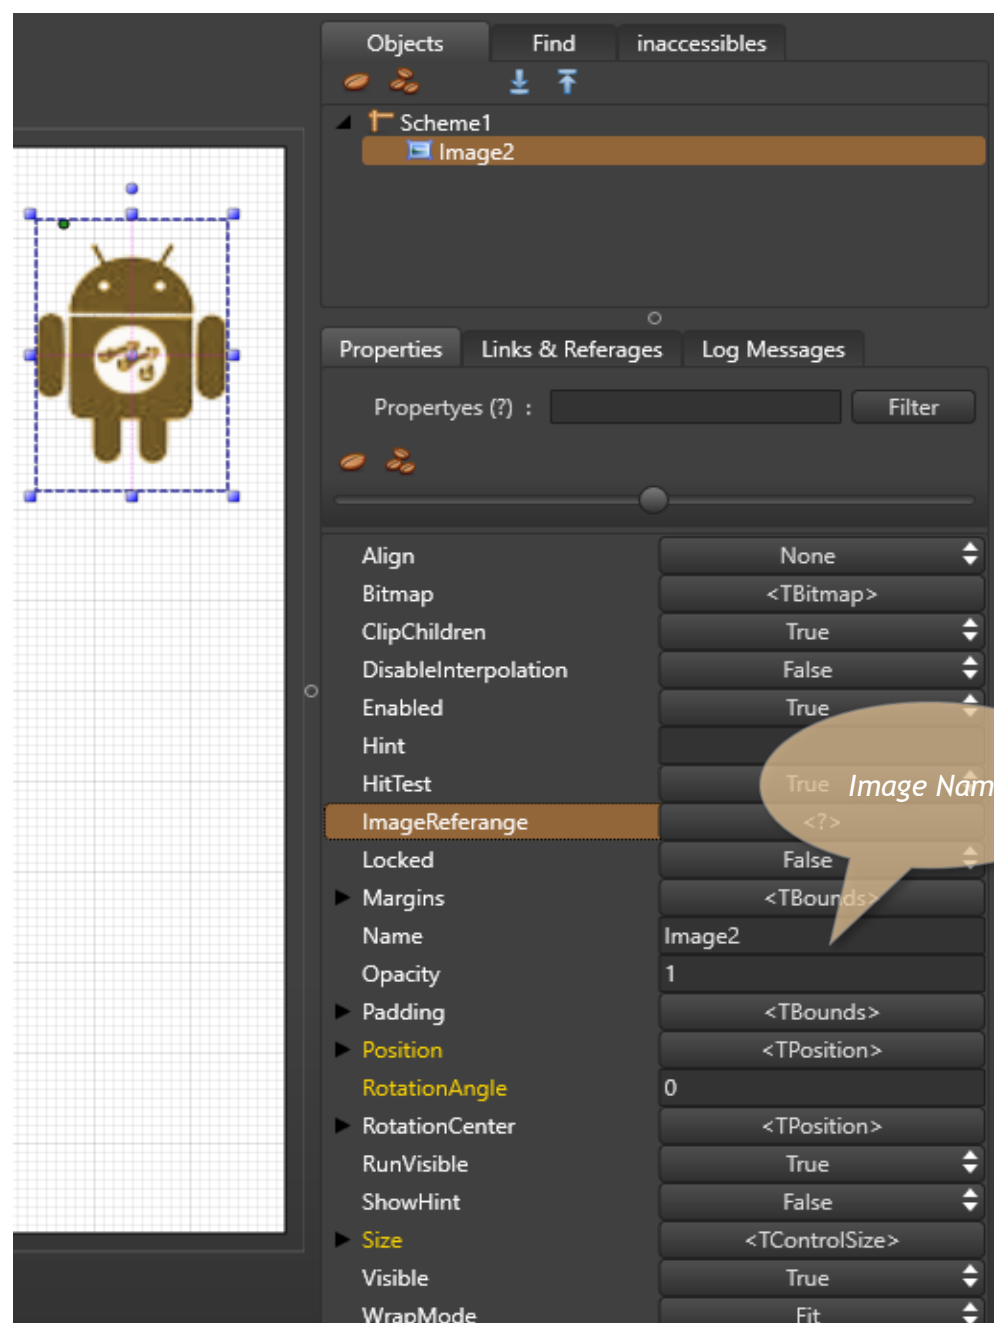 Objects Find inaccessibles
Scheme1
Image2
Properties Links & Referages Log Messages
Propertyes (?) : Filter
Align None
Bitmap <TBitmap>
ClipChildren True
DisableInterpolation False
Enabled True
Hint
HitTest True
Image Nam
ImageReferange <?>
Locked False
Margins <TBounds>
Name Image2
Opacity 1
Padding <TBounds>
Position <TPosition>
RotationAngle 0
RotationCenter <TPosition>
RunVisible True
ShowHint False
Size <TControlSize>
Visible True
WrapMode Fit